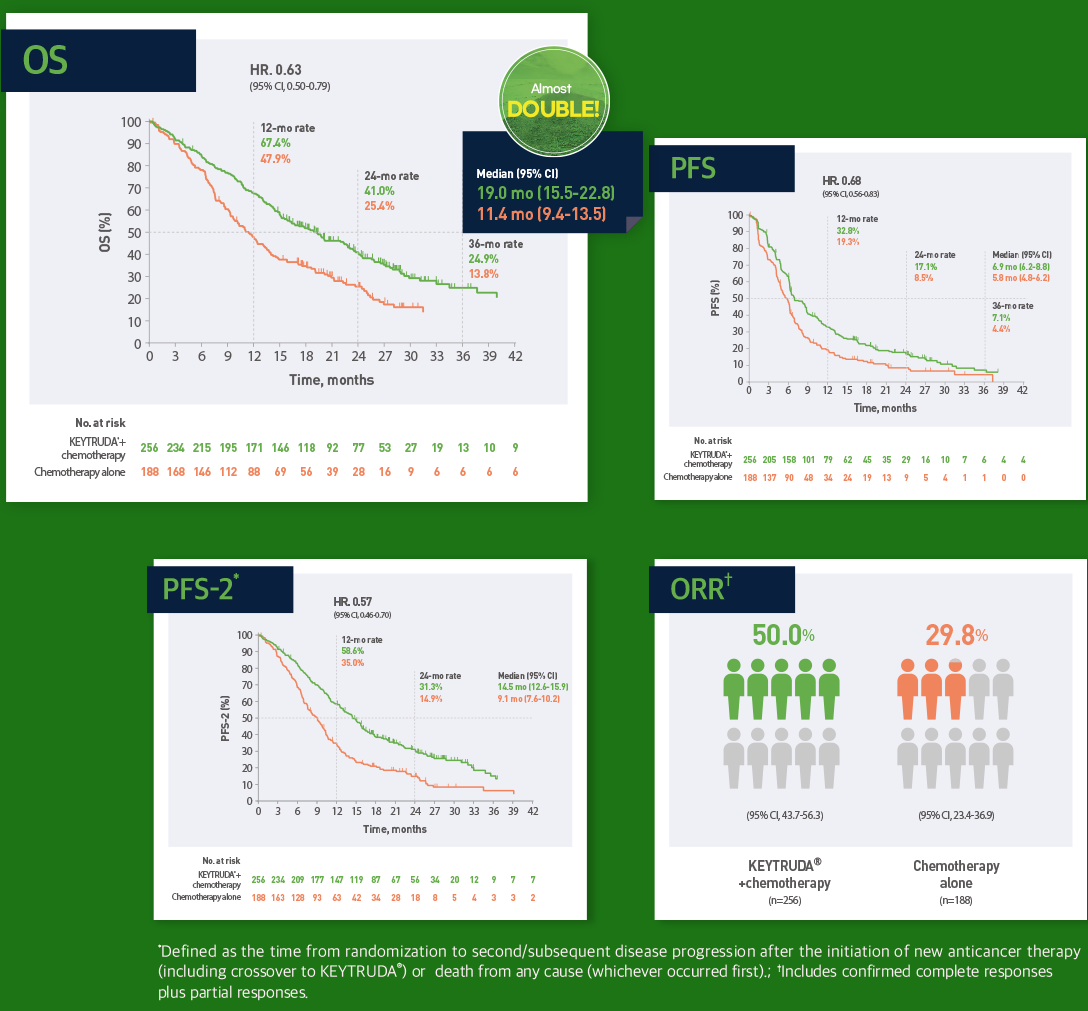 OS
HR. 0.63
(95% CI, 0.50-0.79)
Almost
DOUBLE!
Median (95% CI)
19.0 mo (15.5-22.8)
11.4 mo (9.4-13.5)
12-mo rate
67.4%
47.9%
24-mo rate
41.0%
25.4%
36-mo rate
24.9%
13.8%
OS (%)
100
90
80
70
60
50
40
30
20
10
0
0 3 6 9 12 15 18 21 24 27 30 33 36 39 42
Time, months
No. at risk
KEYTRUDA®+
chemotherapy
256 234 215 195 171 146 118 92 77 53 27 19 13 10 9
Chemotherapy alone
188 168 146 112 88 69 56 39 28 16 9 6 6 6 6
PFS
HR. 0.68
(95% CI, 0.56-0.83)
12-mo rate
32.8%
19.3%
24-mo rate
17.1%
8.5%
Median (95% CI)
6.9 mo (6.2-8.8)
5.8 mo (4.8-6.2)
36-mo rate
7.1%
4.4%
PFS (%)
100
90
80
70
60
50
40
30
20
10
0
0 3 6 9 12 15 18 21 24 27 30 33 36 39 42
Time, months
No. at risk
KEYTRUDA®+
chemotherapy
256 205 158 101 79 62 45 35 29 16 10 7 6 4 4
Chemotherapy alone
188 137 90 48 34 24 19 13 9 5 4 1 1 0 0
PFS-2*
HR. 0.57
(95% CI, 0.46-0.70)
12-mo rate
58.6%
35.0%
24-mo rate
31.3%
14.9%
Median (95% CI)
14.5 mo (12.6-15.9)
9.1 mo (7.6-10.2)
PFS-2 (%)
100
90
80
70
60
50
40
30
20
10
0
0 3 6 9 12 15 18 21 24 27 30 33 36 39 42
Time, months
No. at risk
KEYTRUDA®+
chemotherapy
256 234 209 177 147 119 87 67 56 34 20 12 9 7 7
Chemotherapy alone
188 163 128 93 63 42 34 28 18 8 5 4 3 3 2
ORR†
50.0%
29.8%
(95% CI, 43.7-56.3)
(95% CI, 23.4-36.9)
KEYTRUDA®
+chemotherapy
(n=256)
Chemotherapy
alone
(n=188)
*Defined as the time from randomization to second/subsequent disease progression after the initiation of new anticancer therapy
(including crossover to KEYTRUDA®) or death from any cause (whichever occurred first).; †Includes confirmed complete responses
plus partial responses.